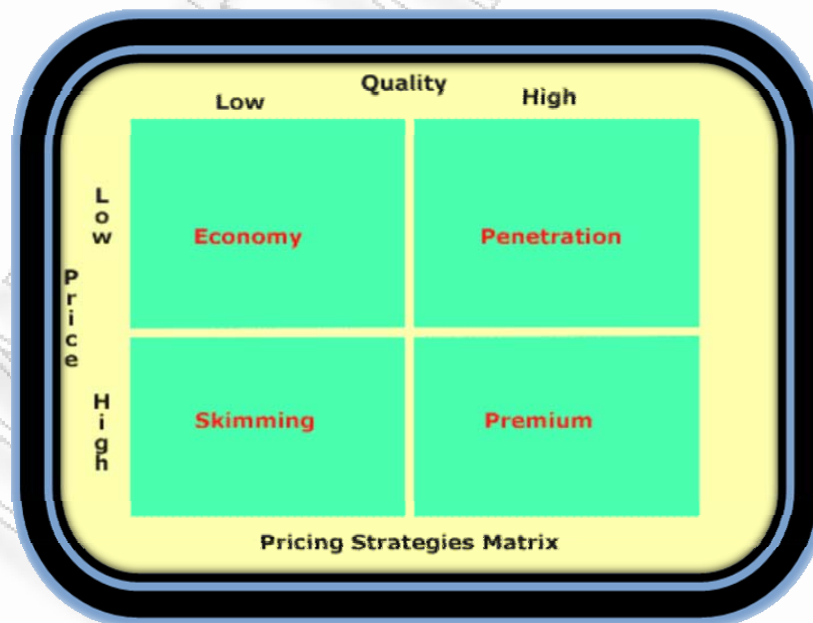 Quality
Low High
Low
Economy Penetration
Price
High
Skimming Premium
Pricing Strategies Matrix